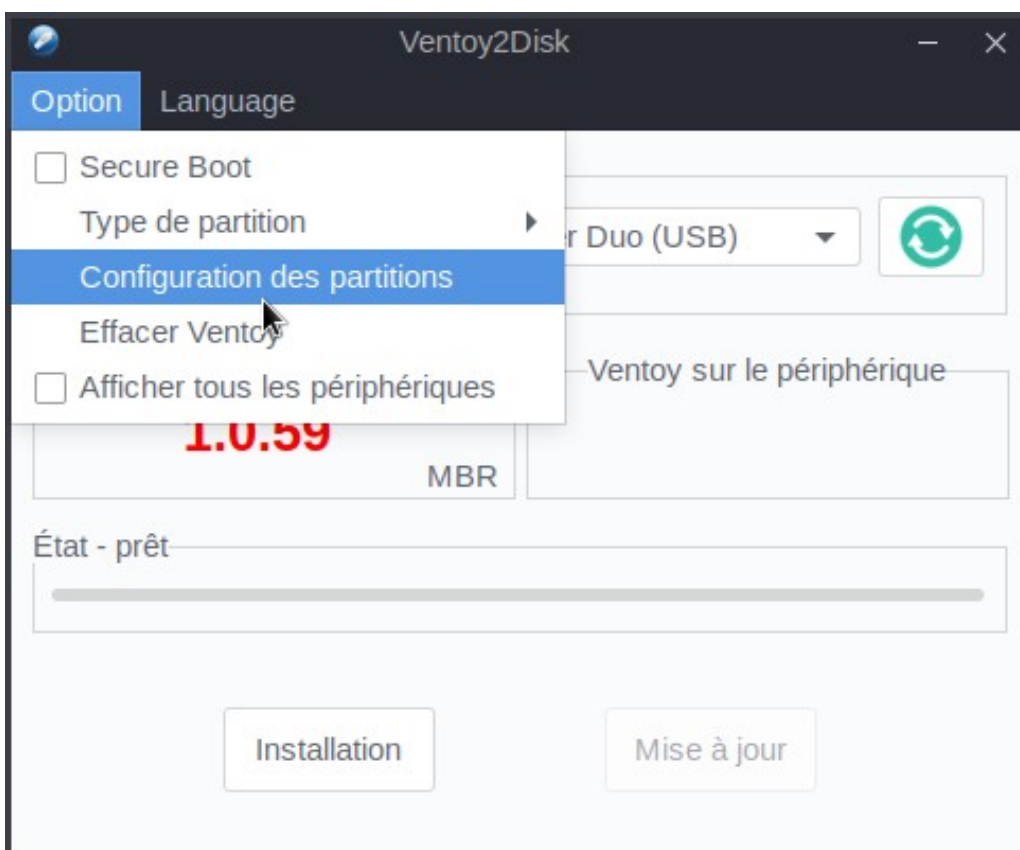 Ventoy2Disk
Option Language
Secure Boot
Type de partition
r Duo (USB)
Configuration des partitions
Effacer Ventoy
Afficher tous les périphériques
Ventoy sur le périphérique
1.0.59
MBR
État - prêt
Installation
Mise à jour